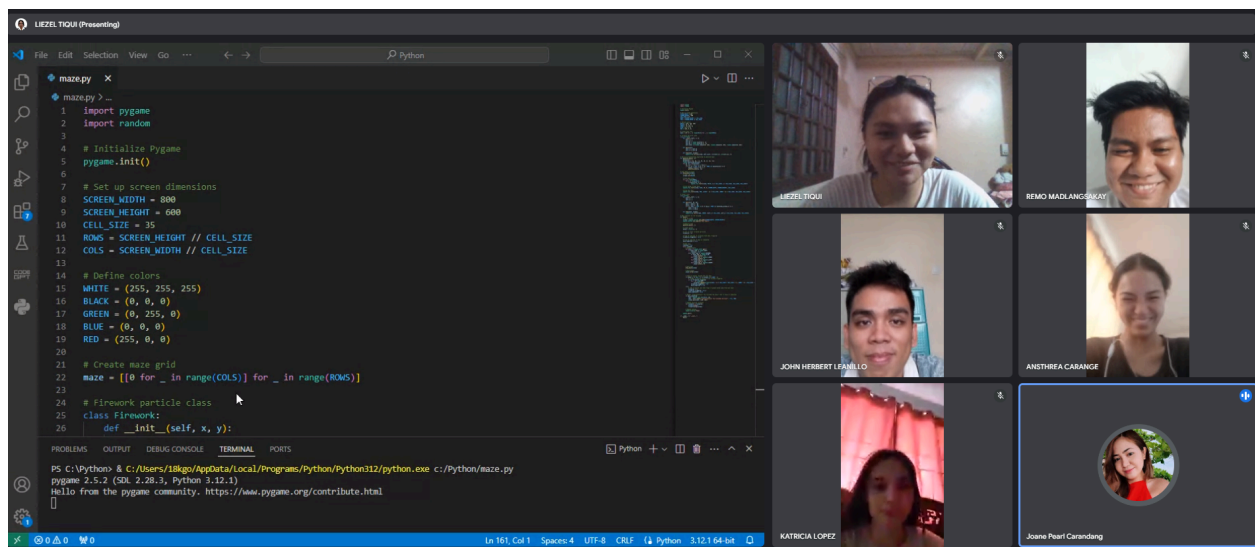 LIEZEL TIQUI (Presenting)
File Edit Selection View Go ··· Python
maze.py
maze.py > ...
1 import pygame
2 import random
3
4 # Initialize Pygame
5 pygame.init()
6
7 # Set up screen dimensions
8 SCREEN_WIDTH = 800
9 SCREEN_HEIGHT = 600
10 CELL_SIZE = 35
11 ROWS = SCREEN_HEIGHT // CELL_SIZE
12 COLS = SCREEN_WIDTH // CELL_SIZE
13
14 # Define colors
15 WHITE = (255, 255, 255)
16 BLACK = (0, 0, 0)
17 GREEN = (0, 255, 0)
18 BLUE = (0, 0, 0)
19 RED = (255, 0, 0)
20
21 # Create maze grid
22 maze = [[0 for _ in range(COLS)] for _ in range(ROWS)]
23
24 # Firework particle class
25 class Firework:
26 def __init__(self, x, y):
PROBLEMS OUTPUT DEBUG CONSOLE TERMINAL PORTS Python
PS C:\Python> & C:/Users/18kgo/AppData/Local/Programs/Python/Python312/python.exe c:/Python/maze.py
pygame 2.5.2 (SDL 2.28.3, Python 3.12.1)
Hello from the pygame community. https://www.pygame.org/contribute.html
0 0 0 Ln 161, Col 1 Spaces: 4 UTF-8 CRLF Python 3.12.1 64-bit
LIEZEL TIQUI
REMO MADLANGSAKAY
JOHN HERBERT LEANILLO
ANSTHREA CARANGE
KATRICIA LOPEZ
Joane Pearl Carandang